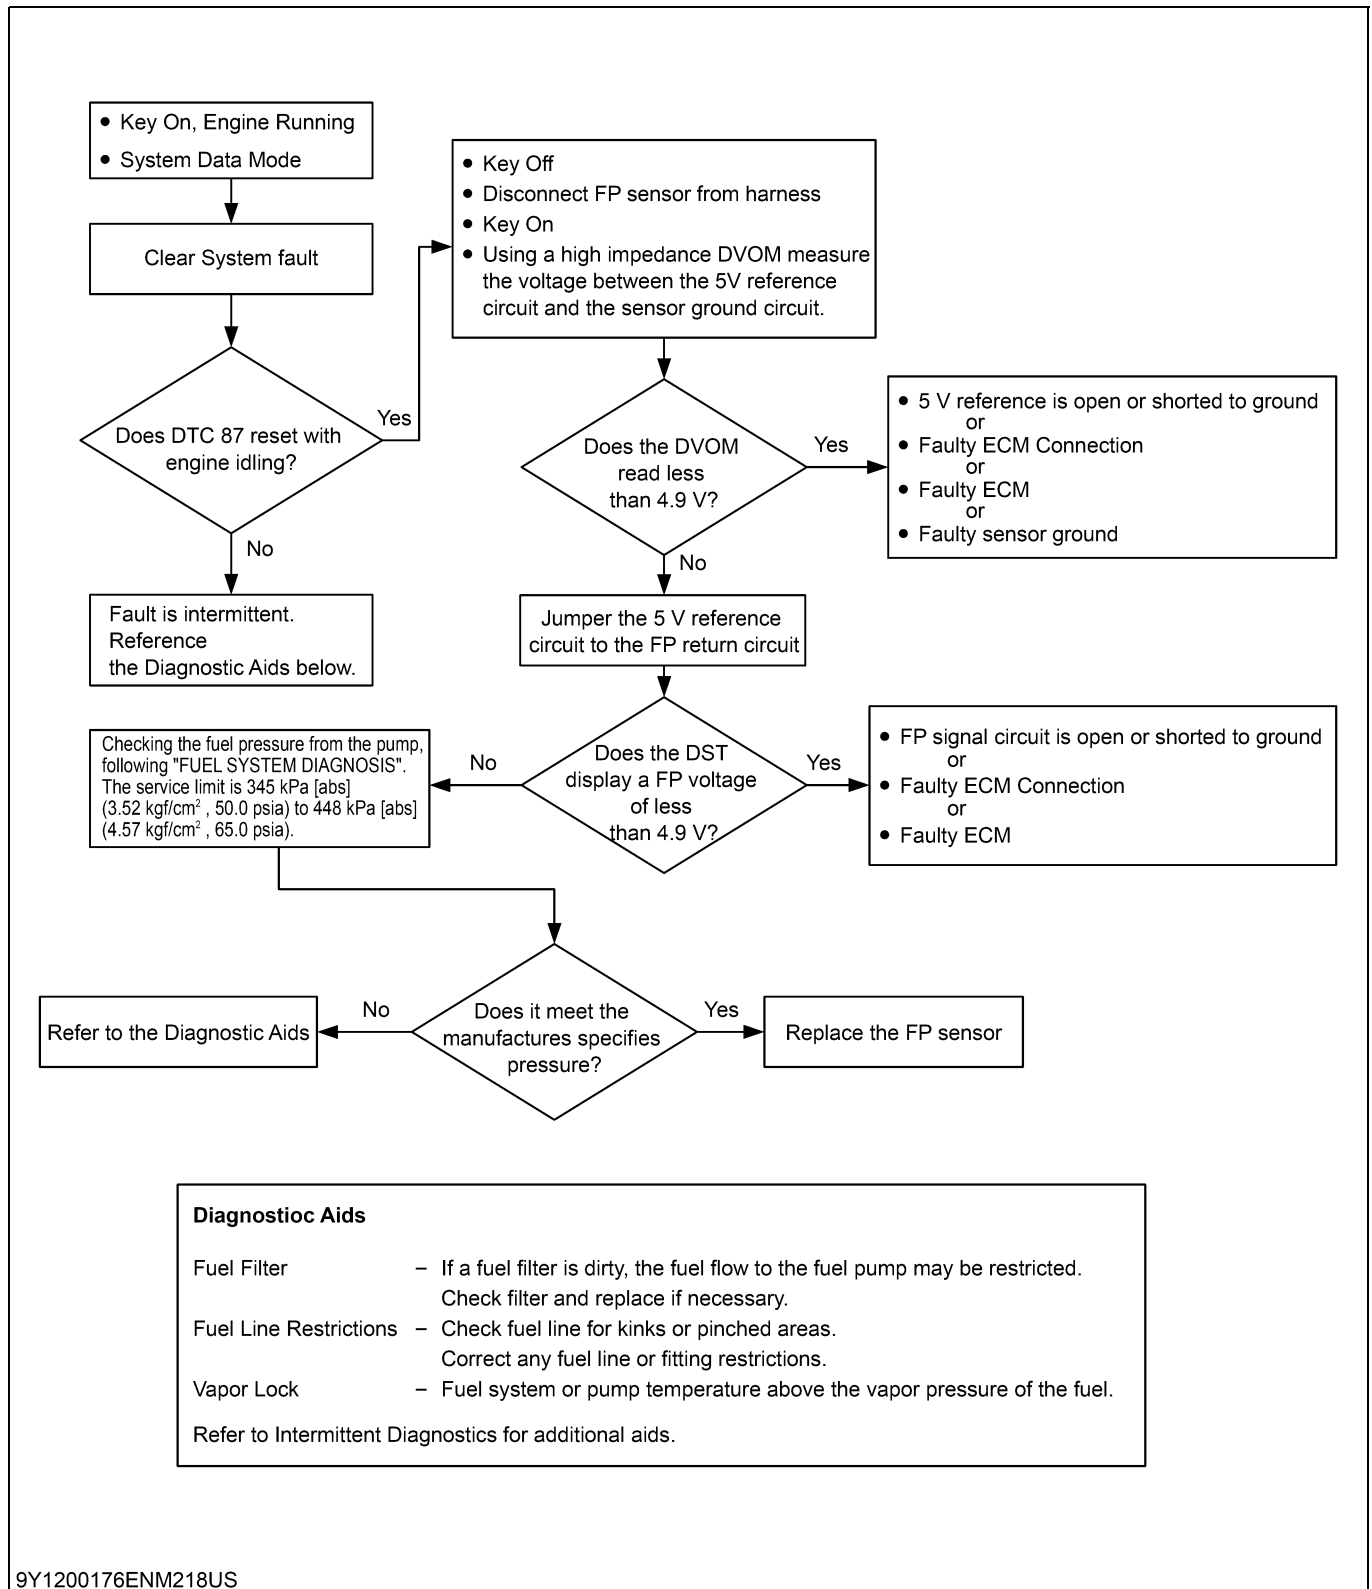 ● Key On, Engine Running
● System Data Mode
Clear System fault
Does DTC 87 reset with
engine idling?
Yes
No
Fault is intermittent.
Reference
the Diagnostic Aids below.
● Key Off
● Disconnect FP sensor from harness
● Key On
● Using a high impedance DVOM measure
the voltage between the 5V reference
circuit and the sensor ground circuit.
Does the DVOM
read less
than 4.9 V?
Yes
● 5 V reference is open or shorted to ground
or
● Faulty ECM Connection
or
● Faulty ECM
or
● Faulty sensor ground
No
Jumper the 5 V reference
circuit to the FP return circuit
Does the DST
display a FP voltage
of less
than 4.9 V?
Yes
● FP signal circuit is open or shorted to ground
or
● Faulty ECM Connection
or
● Faulty ECM
No
Checking the fuel pressure from the pump,
following "FUEL SYSTEM DIAGNOSIS".
The service limit is 345 kPa [abs]
(3.52 kgf/cm², 50.0 psia) to 448 kPa [abs]
(4.57 kgf/cm², 65.0 psia).
Does it meet the
manufactures specifies
pressure?
No
Refer to the Diagnostic Aids
Yes
Replace the FP sensor
Diagnostioc Aids
Fuel Filter – If a fuel filter is dirty, the fuel flow to the fuel pump may be restricted.
Check filter and replace if necessary.
Fuel Line Restrictions – Check fuel line for kinks or pinched areas.
Correct any fuel line or fitting restrictions.
Vapor Lock – Fuel system or pump temperature above the vapor pressure of the fuel.
Refer to Intermittent Diagnostics for additional aids.
9Y1200176ENM218US